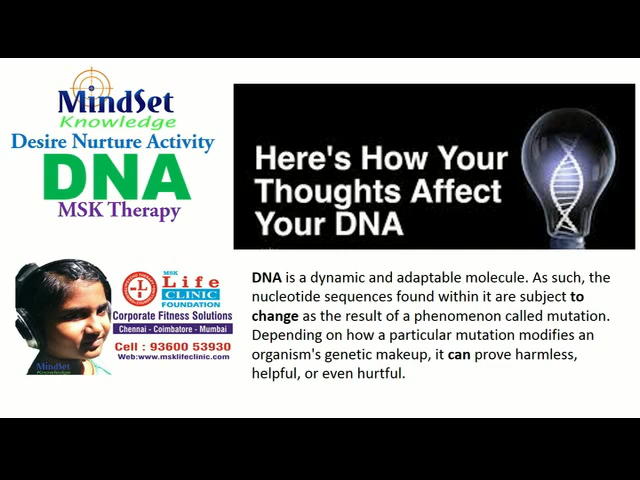 MindSet
Knowledge
Desire Nurture Activity
DNA
MSK Therapy
Here's How Your
Thoughts Affect
Your DNA
MSK
Life
CLINIC
FOUNDATION
Corporate Fitness Solutions
Chennai - Coimbatore - Mumbai
Cell : 93600 53930
Web:www.msklifeclinic.com
MindSet
Knowledge
DNA is a dynamic and adaptable molecule. As such, the
nucleotide sequences found within it are subject to
change as the result of a phenomenon called mutation.
Depending on how a particular mutation modifies an
organism's genetic makeup, it can prove harmless,
helpful, or even hurtful.